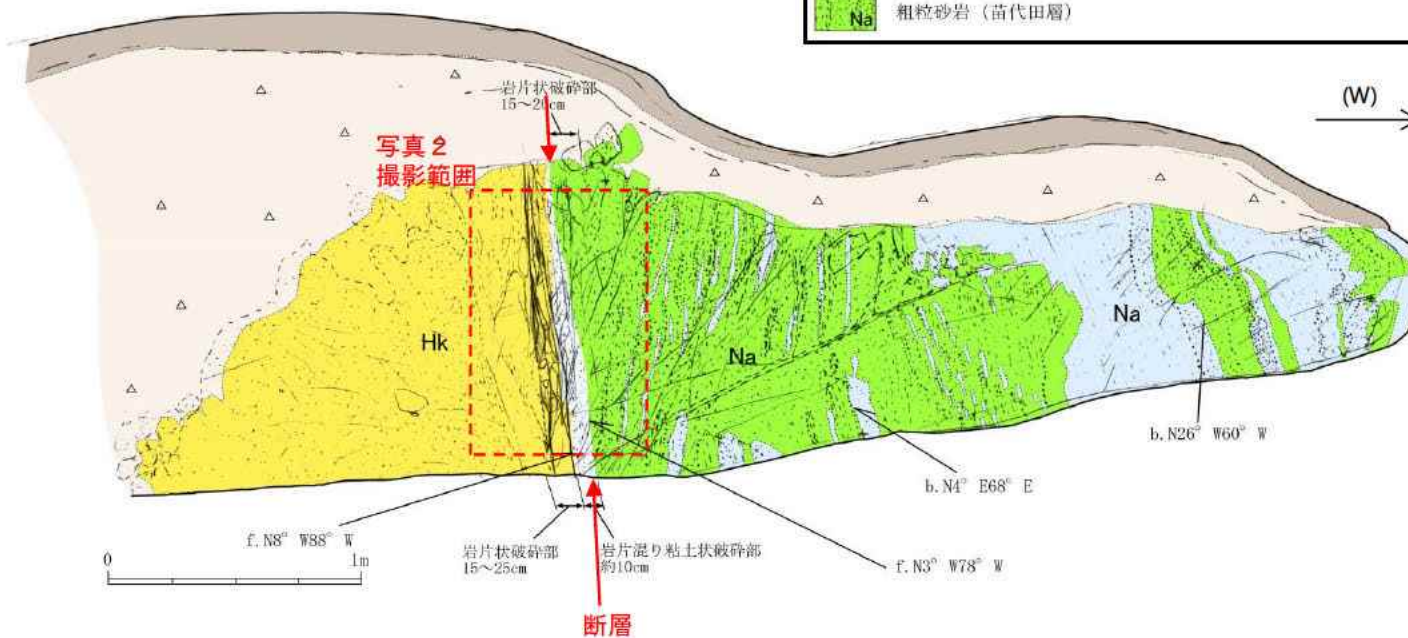 Na
粗粒砂岩（苗代田層）
(W)
岩片状破砕部
15～20cm
写真２
撮影範囲
Hk
Na
Na
b.N26° W60° W
b.N4° E68° E
f.N8° W88° W
岩片状破砕部
15～25cm
岩片混り粘土状破砕部
約10cm
f.N3° W78° W
0
1m
断層